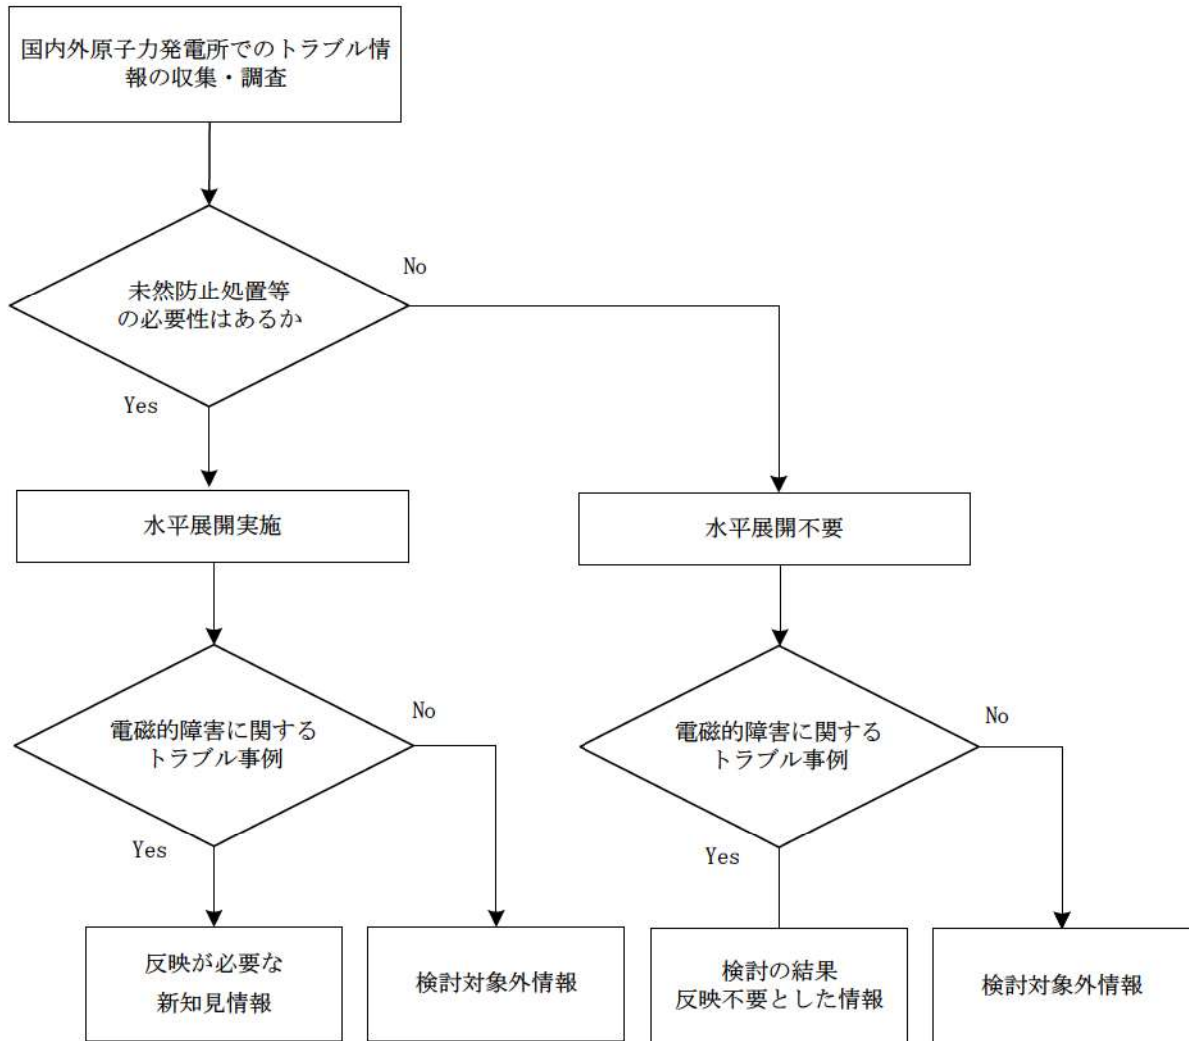 国内外原子力発電所でのトラブル情
報の収集・調査
未然防止処置等
の必要性はあるか
No
Yes
水平展開実施
水平展開不要
電磁的障害に関する
トラブル事例
No
Yes
電磁的障害に関する
トラブル事例
No
Yes
反映が必要な
新知見情報
検討対象外情報
検討の結果
反映不要とした情報
検討対象外情報